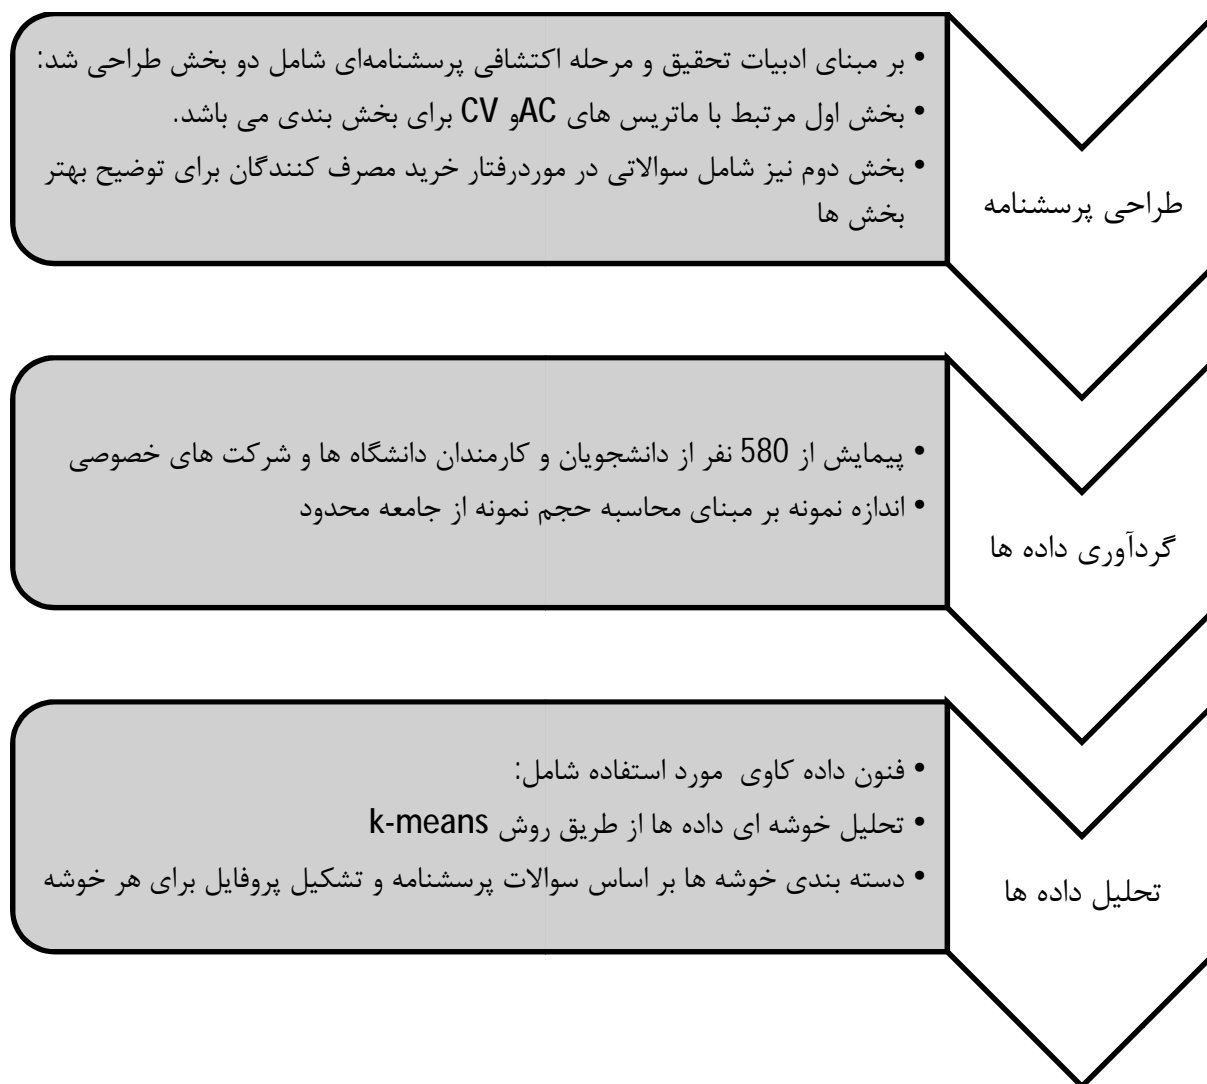 طراحی پرسشنامه
• بر مبنای ادبیات تحقیق و مرحله اکتشافی پرسشنامه‌ای شامل دو بخش طراحی شد:
• بخش اول مرتبط با ماتریس های ACو CV برای بخش بندی می باشد.
• بخش دوم نیز شامل سوالاتی در موردرفتار خرید مصرف کنندگان برای توضیح بهتر
بخش ها
گردآوری داده ها
• پیمایش از 580 نفر از دانشجویان و کارمندان دانشگاه ها و شرکت های خصوصی
• اندازه نمونه بر مبنای محاسبه حجم نمونه از جامعه محدود
تحلیل داده ها
• فنون داده کاوی مورد استفاده شامل:
• تحلیل خوشه ای داده ها از طریق روش k-means
• دسته بندی خوشه ها بر اساس سوالات پرسشنامه و تشکیل پروفایل برای هر خوشه